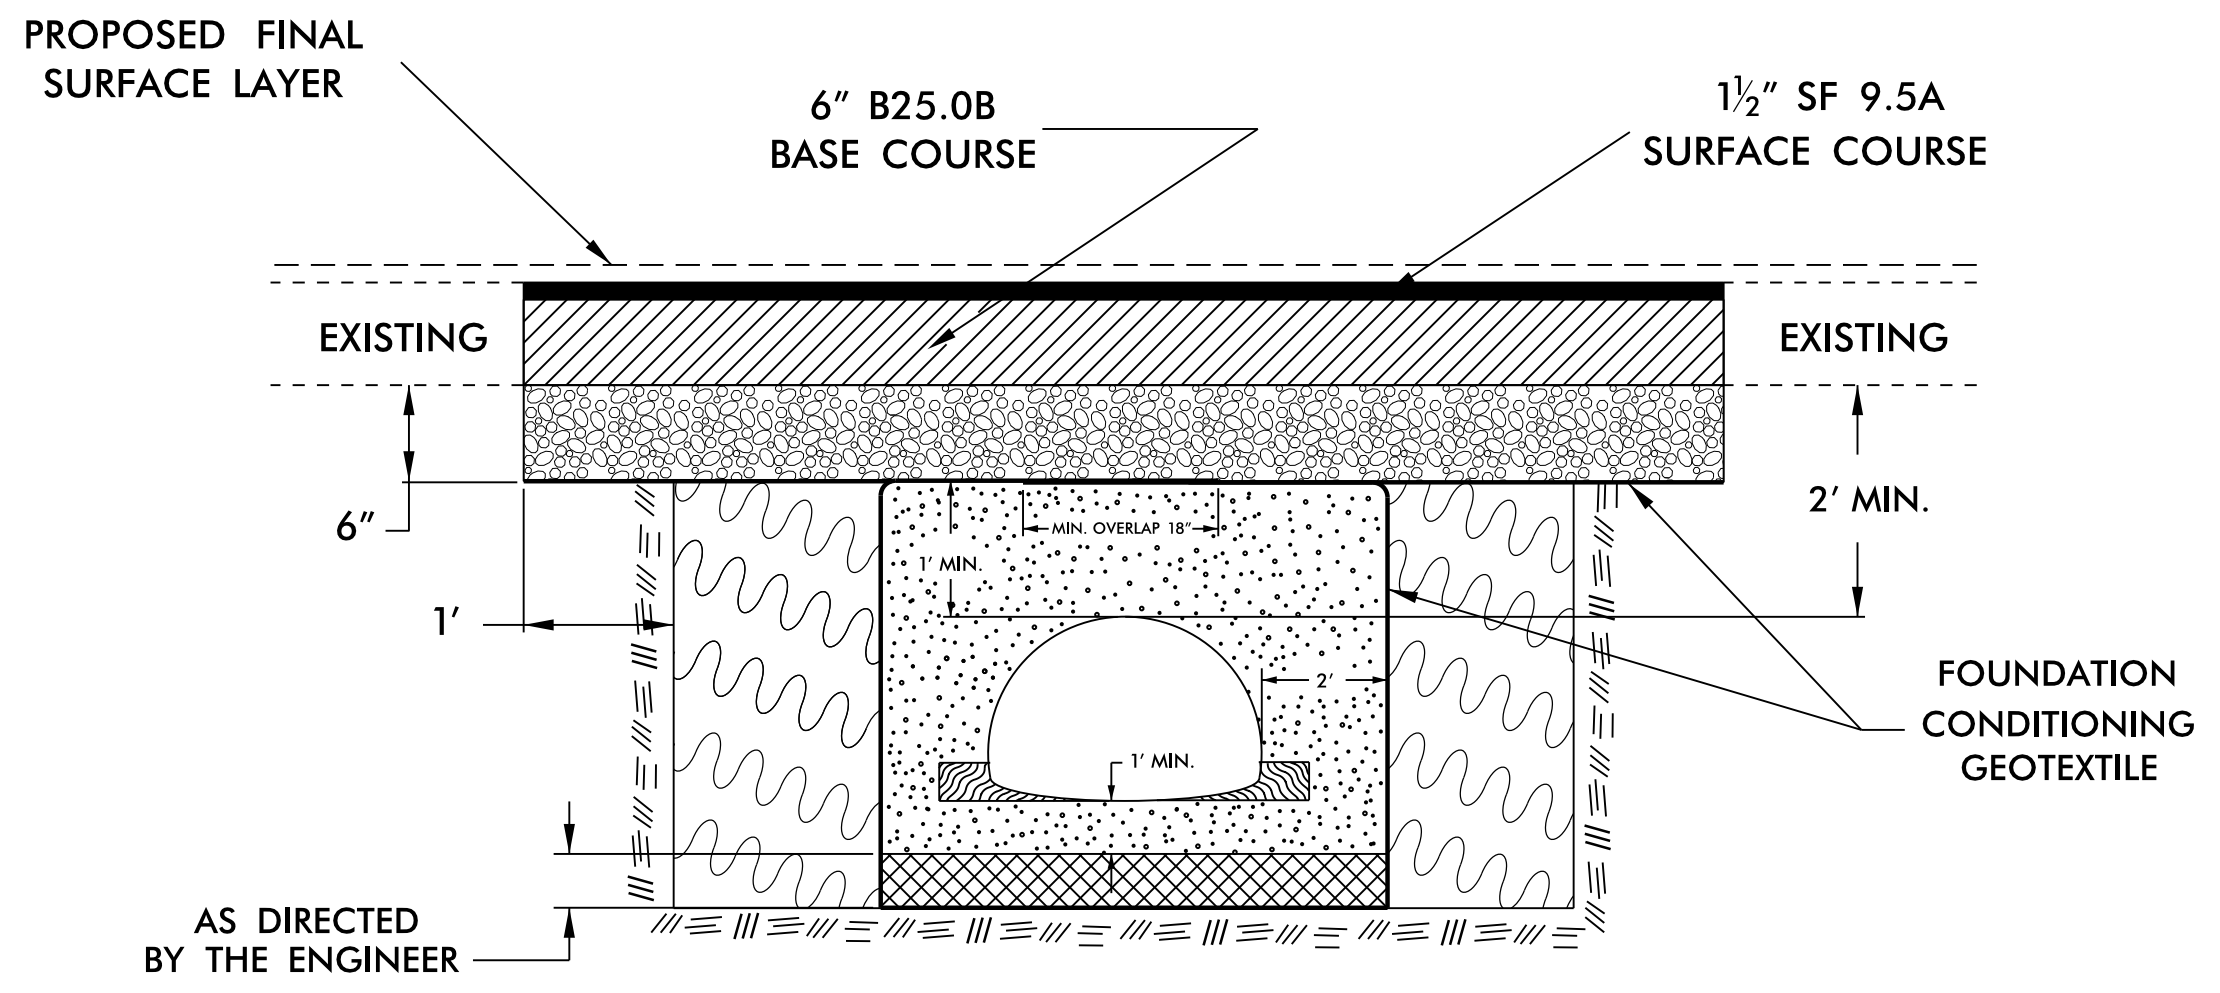 PROPOSED FINAL
SURFACE LAYER
6" B25.0B
BASE COURSE
1½" SF 9.5A
SURFACE COURSE
EXISTING
EXISTING
6"
2' MIN.
MIN. OVERLAP 18"
1' MIN.
1'
2'
FOUNDATION
CONDITIONING
GEOTEXTILE
1' MIN.
AS DIRECTED
BY THE ENGINEER